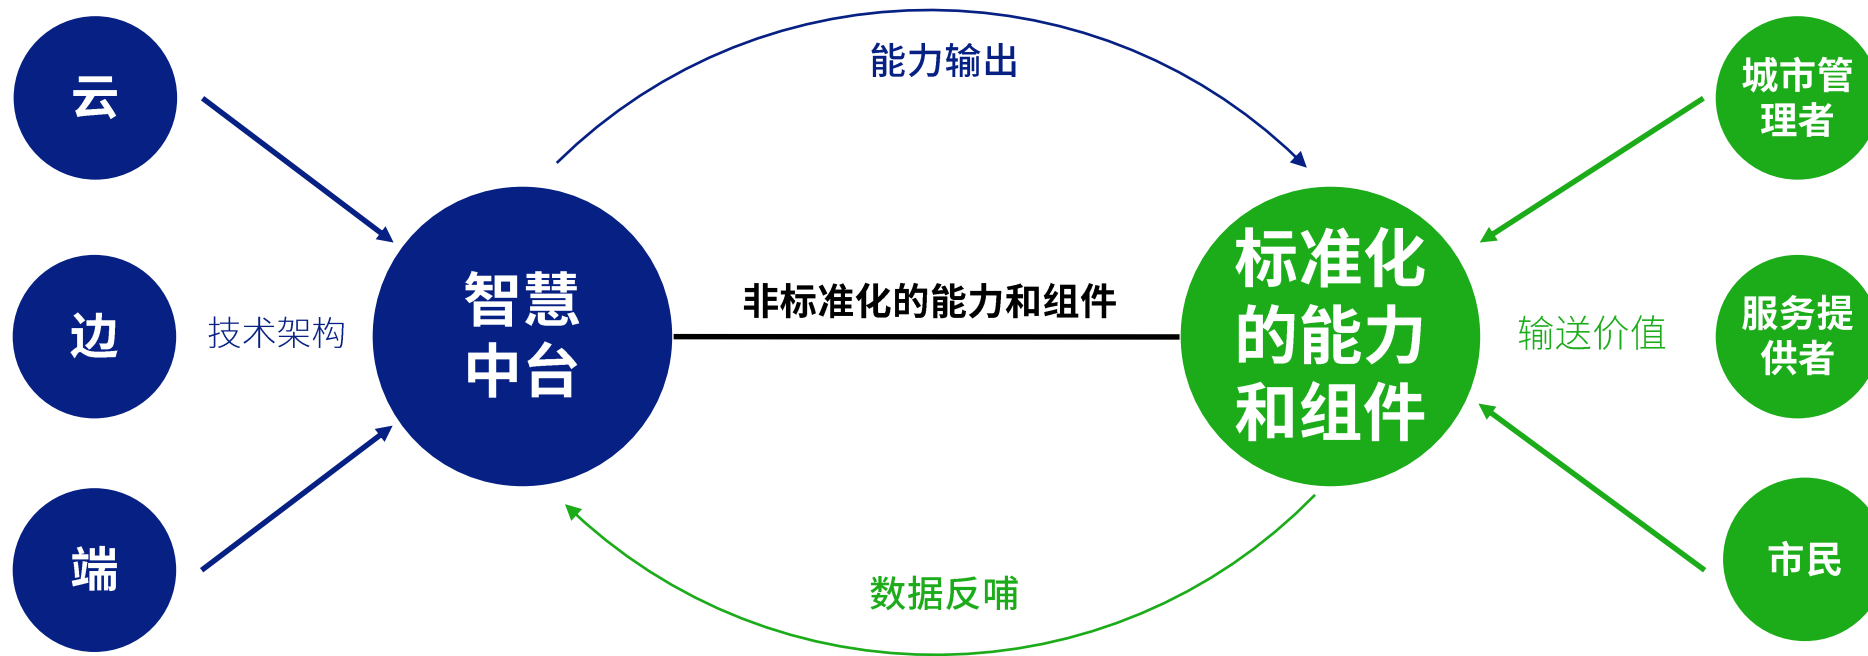 云
边
端
技术架构
智慧
中台
能力输出
非标准化的能力和组件
数据反哺
标准化
的能力
和组件
输送价值
城市管
理者
服务提
供者
市民